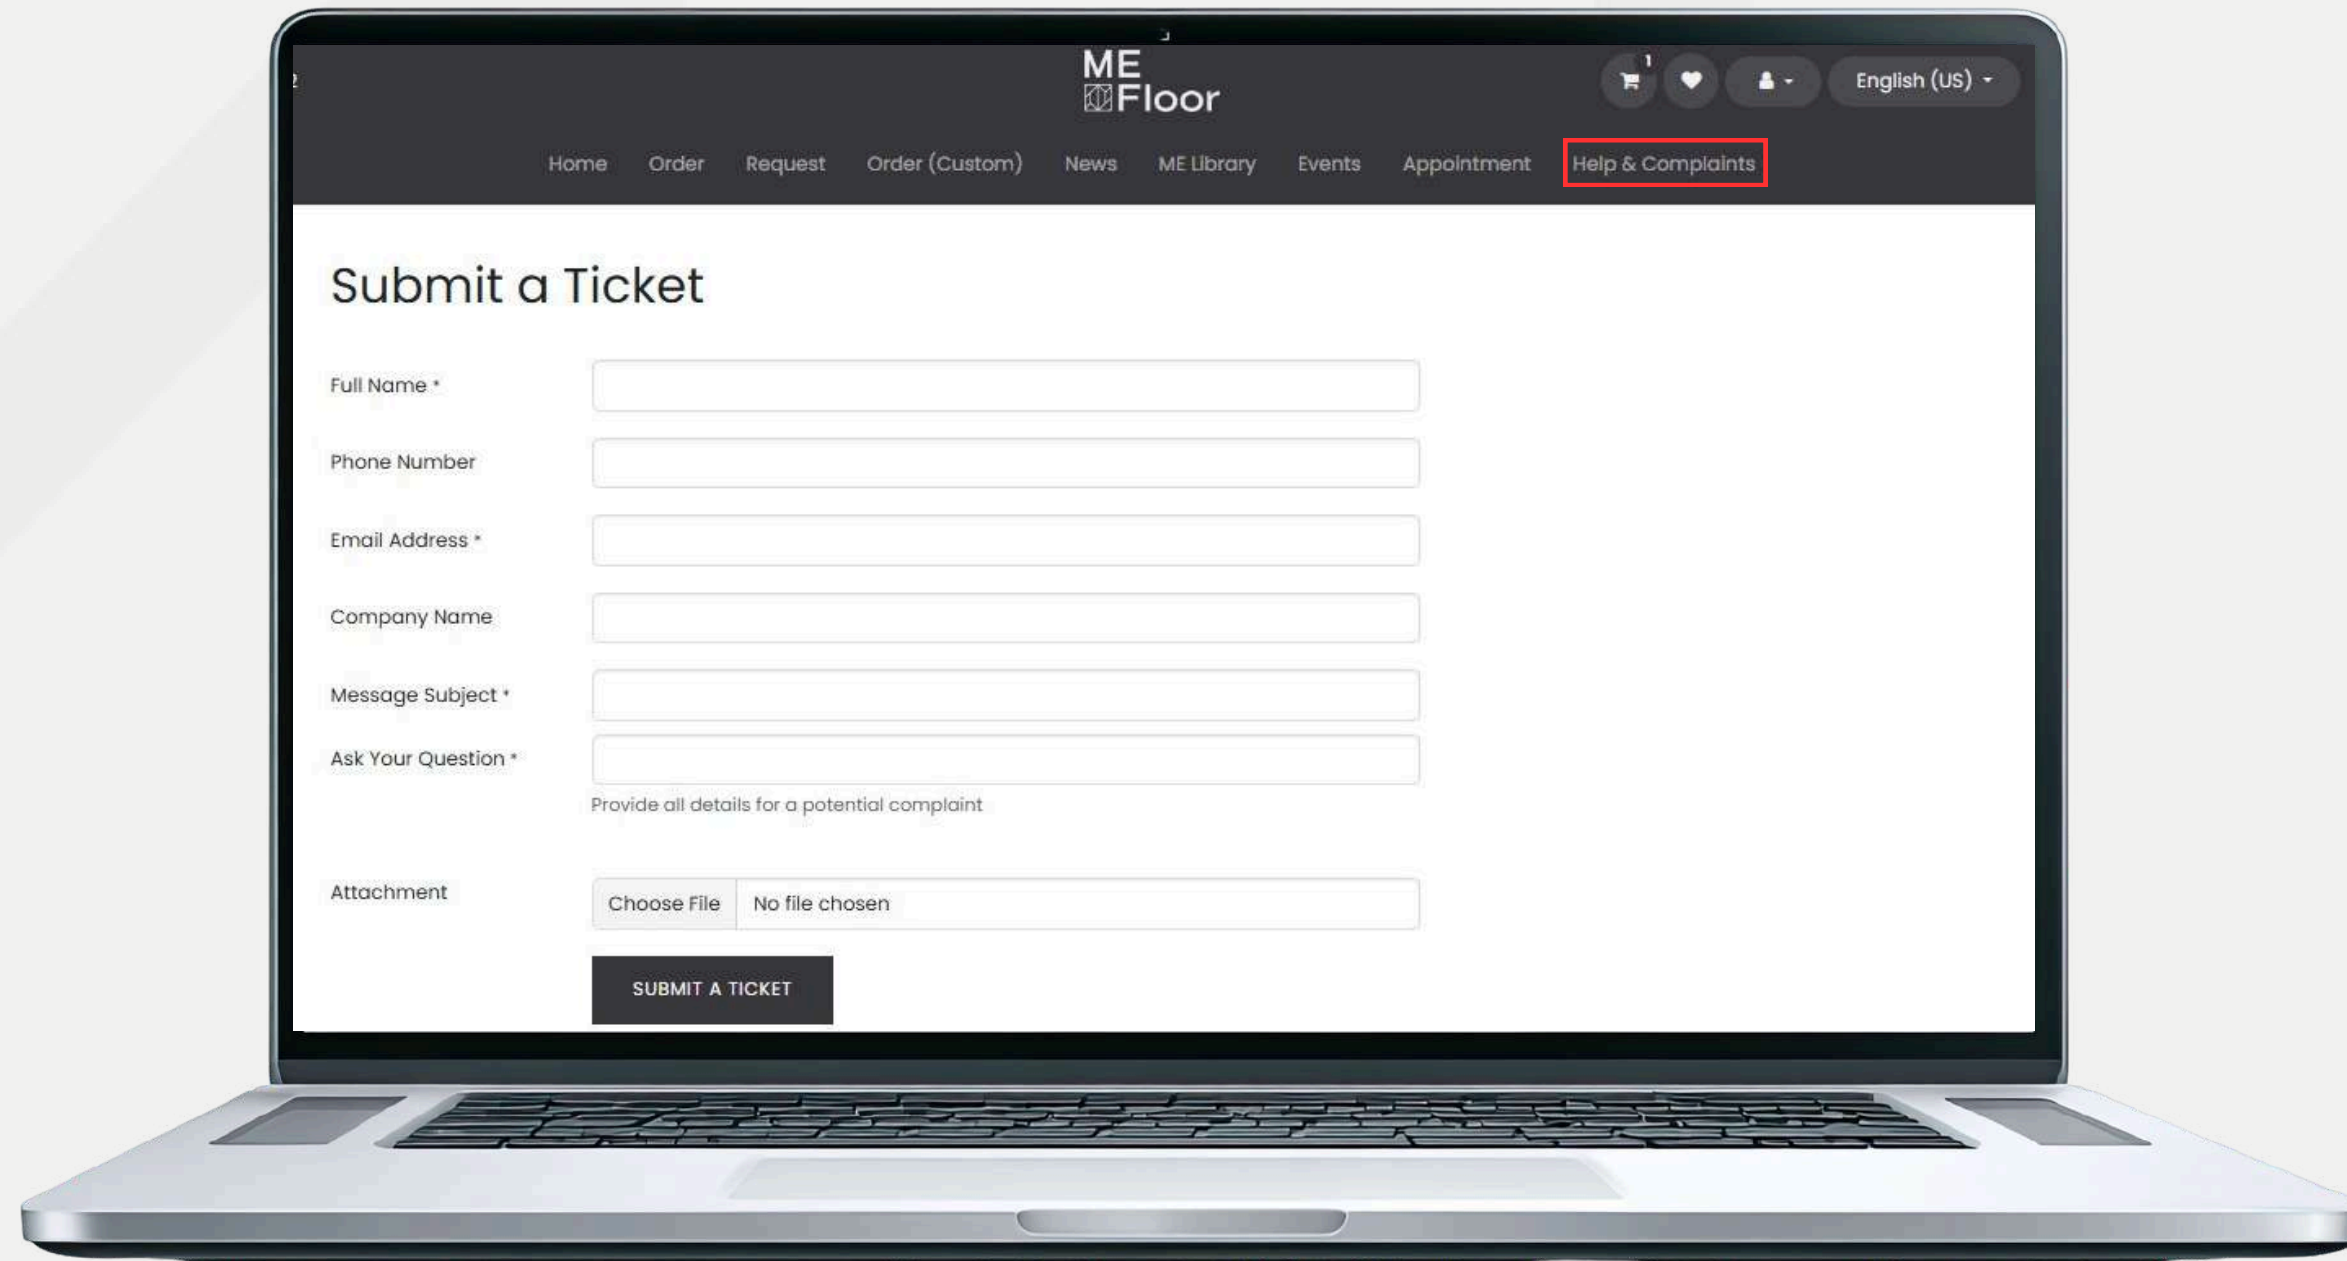 ME
Floor
1
English (US)
Home Order Request Order (Custom) News ME Library Events Appointment Help & Complaints
Submit a Ticket
Full Name *
Phone Number
Email Address *
Company Name
Message Subject *
Ask Your Question *
Provide all details for a potential complaint
Attachment
Choose File No file chosen
SUBMIT A TICKET